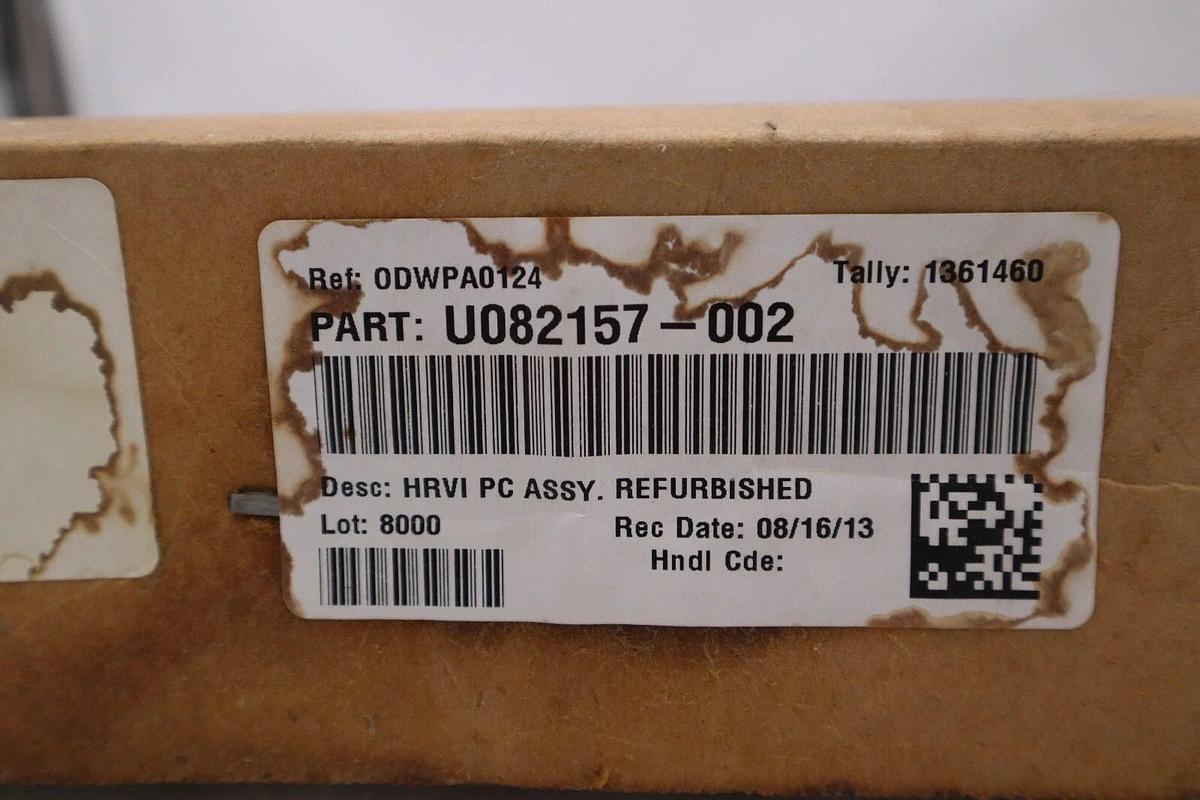 Ref: 0DWPA0124 Tally: 1361460
PART: U082157-002
Desc: HRVI PC ASSY. REFURBISHED
Lot: 8000 Rec Date: 08/16/13
Hndl Cde: